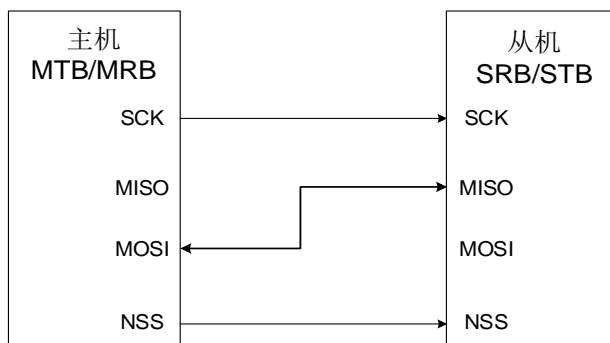 主机
MTB/MRB
SCK
MISO
MOSI
NSS
从机
SRB/STB
SCK
MISO
MOSI
NSS